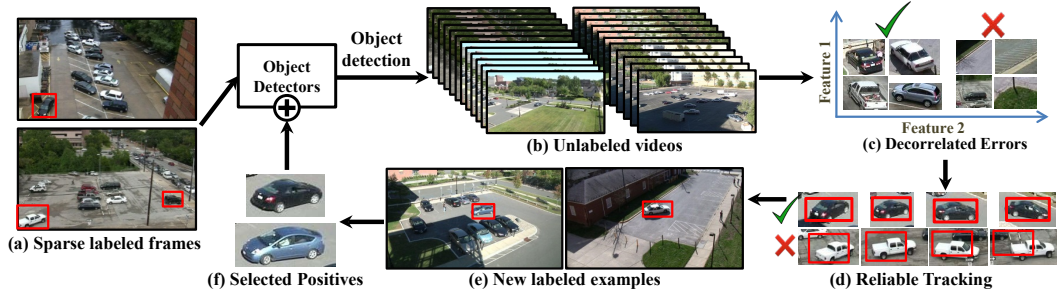 Object
Detectors
Object
detection
Feature 1
Feature 2
(a) Sparse labeled frames
(b) Unlabeled videos
(c) Decorrelated Errors
(d) Reliable Tracking
(e) New labeled examples
(f) Selected Positives